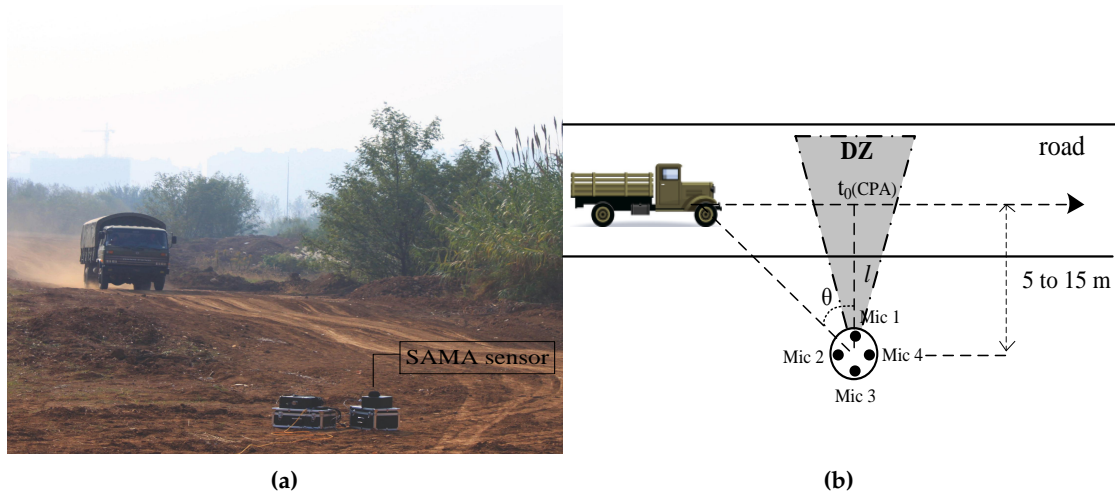 SAMA sensor
(a)
DZ
road
t0(CPA)
l
5 to 15 m
θ
Mic 1
Mic 2
Mic 4
Mic 3
(b)